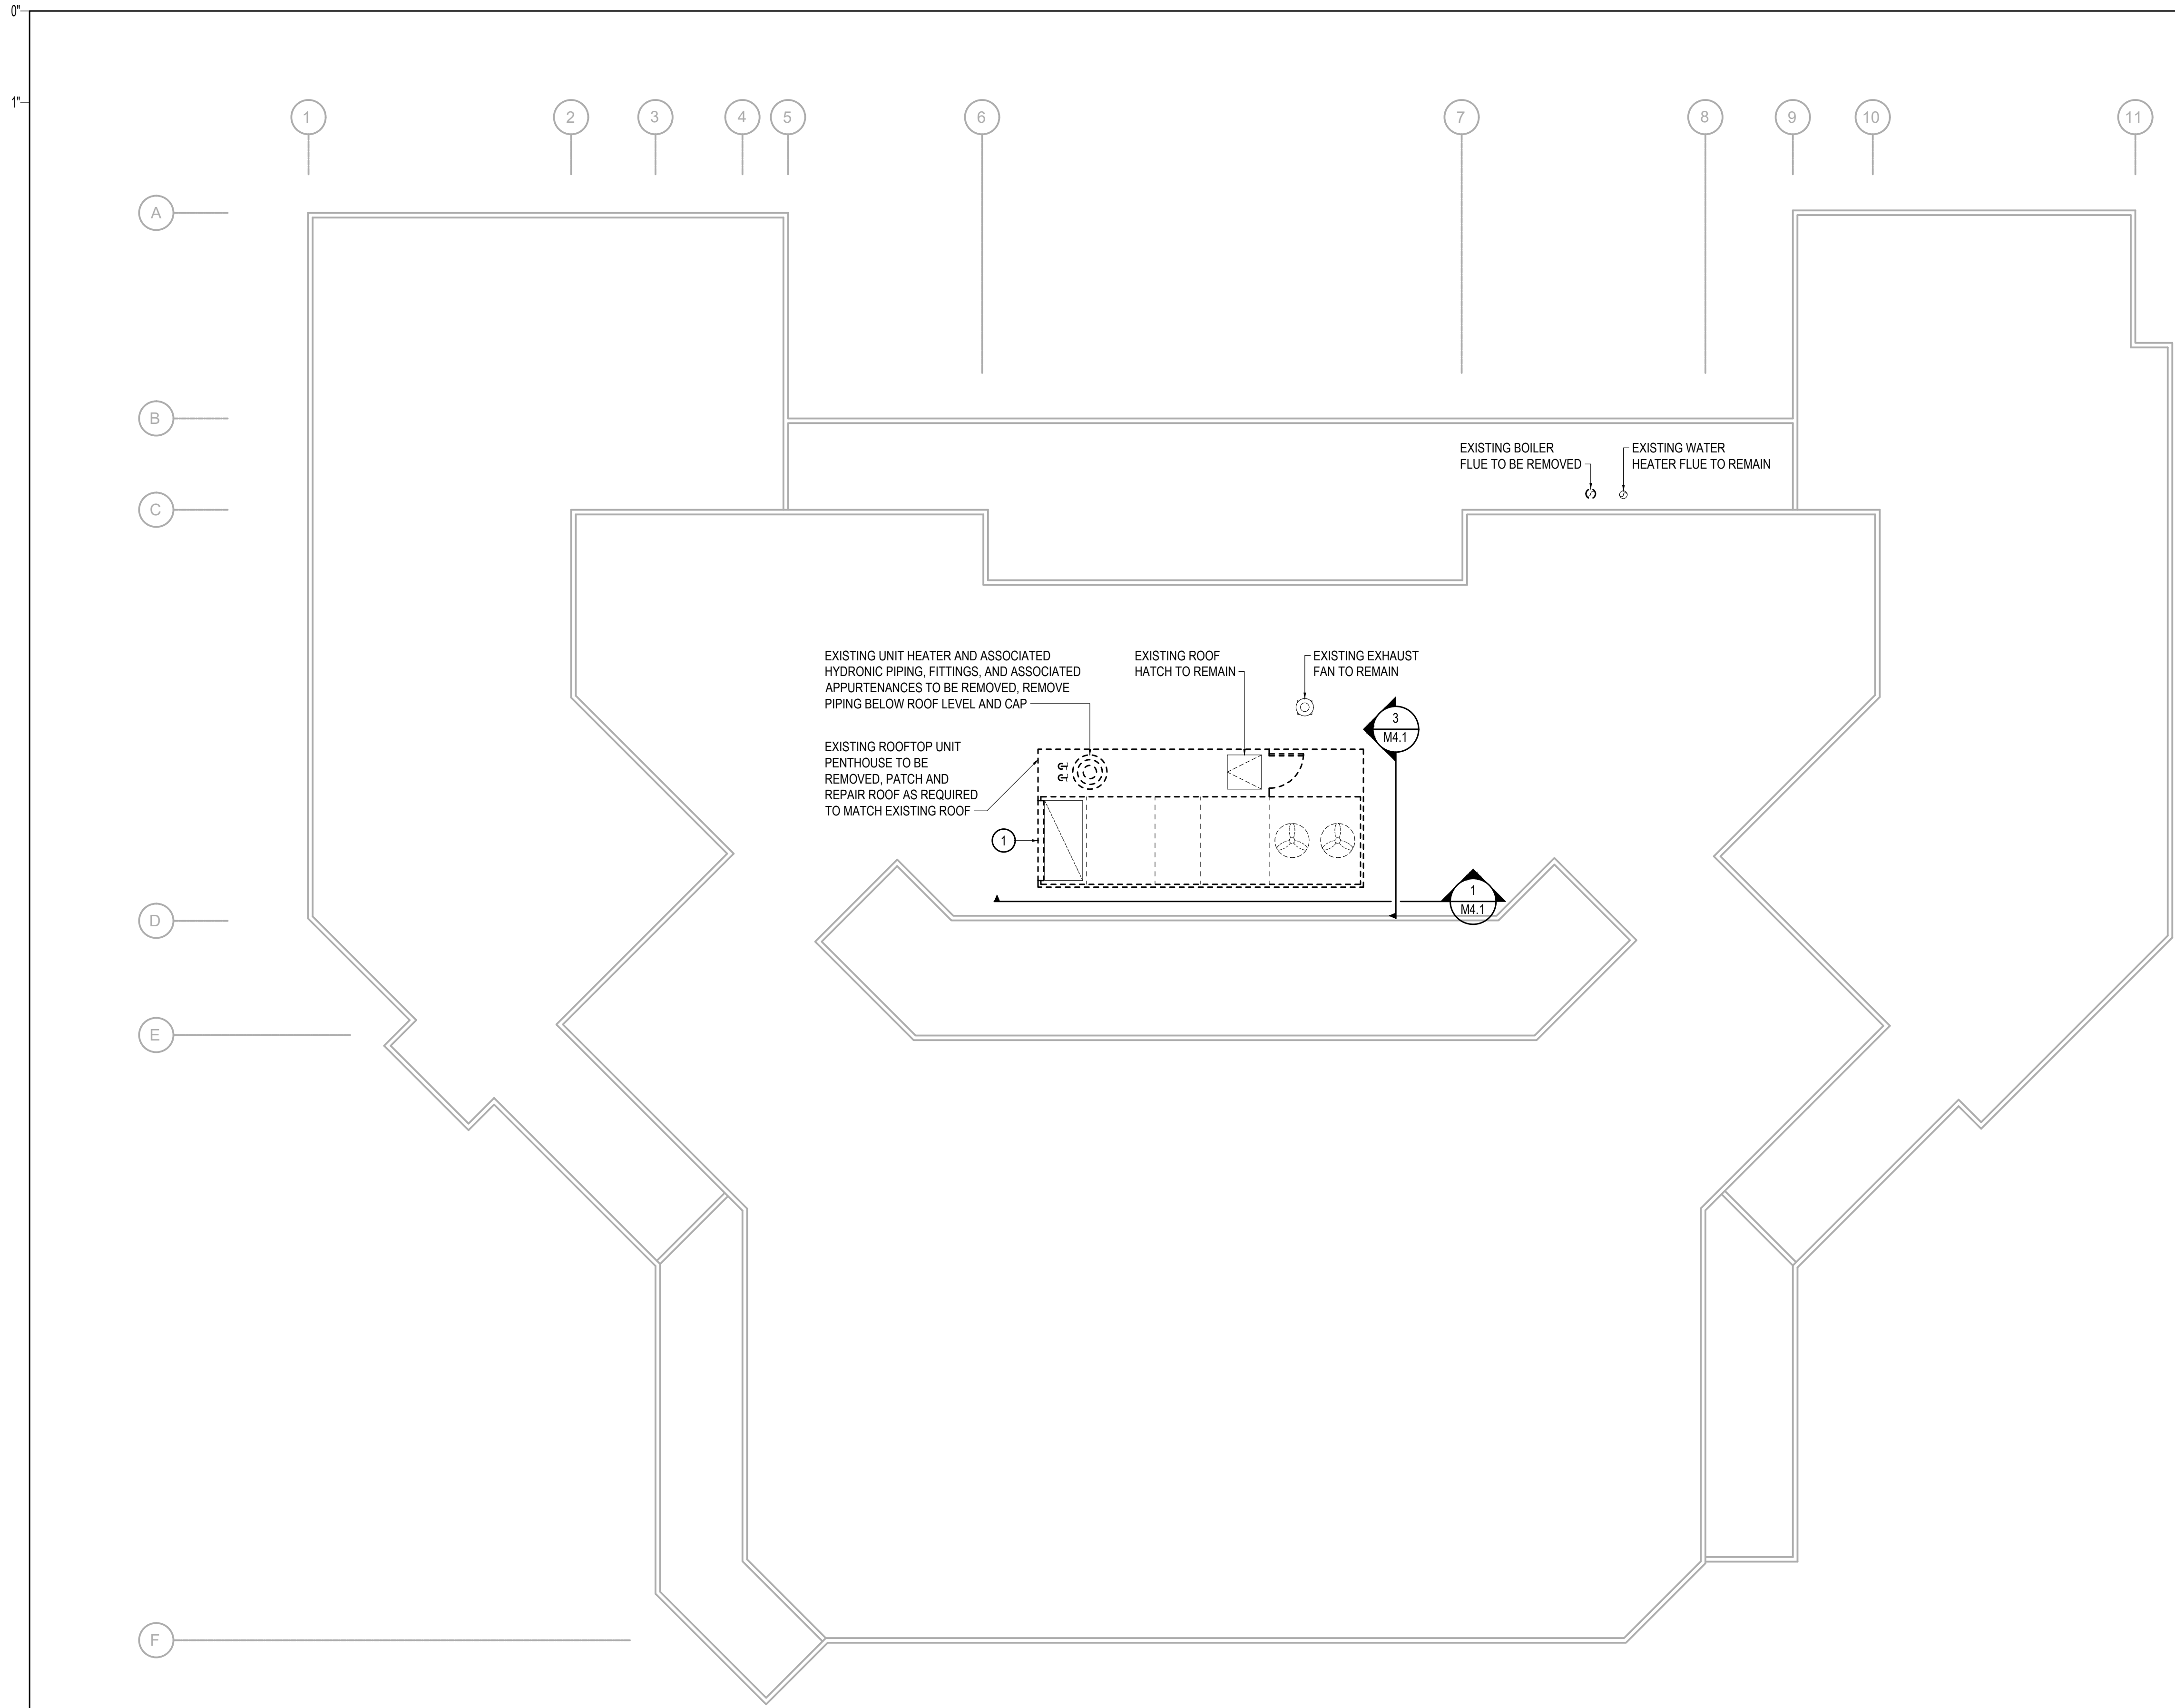 0"
1"
1
2
3
4
5
6
7
8
9
10
11
A
B
C
D
E
F
EXISTING BOILER
FLUE TO BE REMOVED
EXISTING WATER
HEATER FLUE TO REMAIN
EXISTING UNIT HEATER AND ASSOCIATED
HYDRONIC PIPING, FITTINGS, AND ASSOCIATED
APPURTENANCES TO BE REMOVED, REMOVE
PIPING BELOW ROOF LEVEL AND CAP
EXISTING ROOF
HATCH TO REMAIN
EXISTING EXHAUST
FAN TO REMAIN
3
M4.1
EXISTING ROOFTOP UNIT
PENTHOUSE TO BE
REMOVED, PATCH AND
REPAIR ROOF AS REQUIRED
TO MATCH EXISTING ROOF
1
1
M4.1